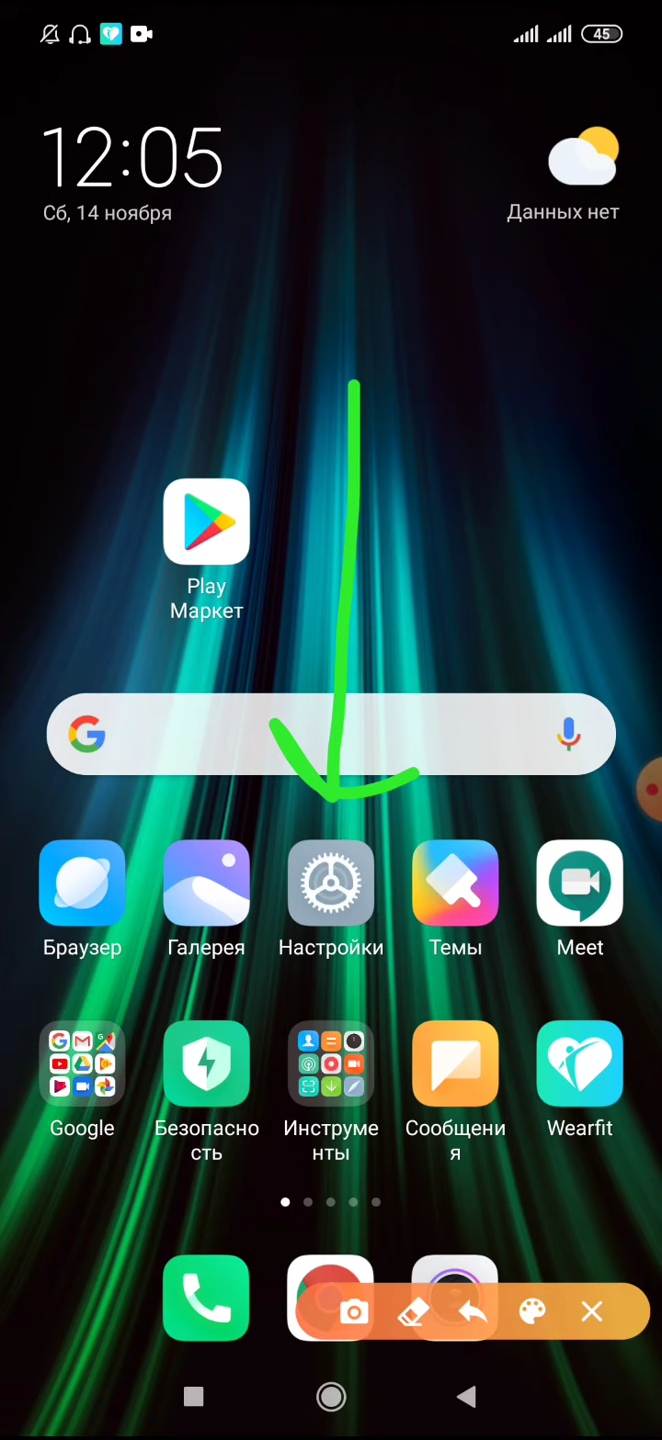 45
12:05
Сб, 14 ноября
Данных нет
Play
Маркет
Браузер
Галерея
Настройки
Темы
Meet
Google
Безопасно
сть
Инструме
нты
Сообщени
я
Wearfit